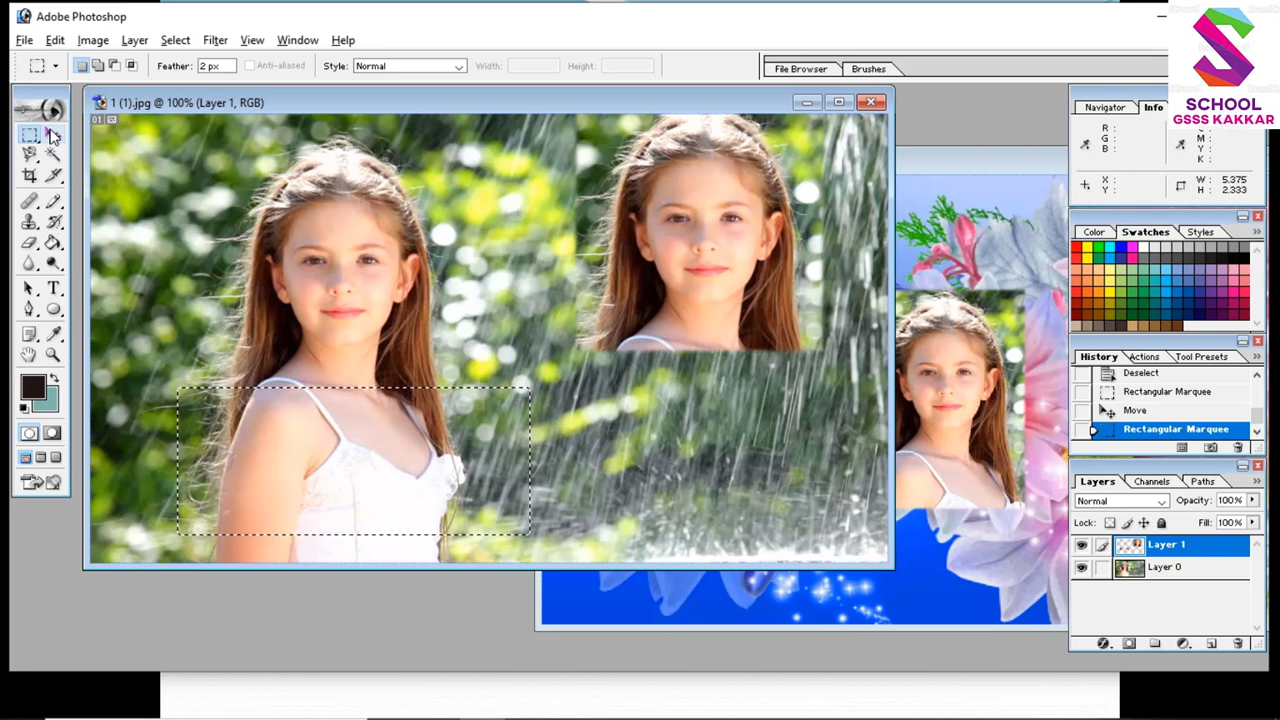 Adobe Photoshop
File Edit Image Layer Select Filter View Window Help
Feather: 2 px Anti-aliased Style: Normal Width: Height: File Browser Brushes
SCHOOL
GSSS KAKKAR
1 (1).jpg @ 100% (Layer 1, RGB)
01
Navigator Info
R :
G :
B :
M :
Y :
K :
X :
Y :
W : 5.375
H : 2.333
Color Swatches Styles
History Actions Tool Presets
Deselect
Rectangular Marquee
Move
Rectangular Marquee
Layers Channels Paths
Normal Opacity: 100%
Lock: Fill: 100%
Layer 1
Layer 0